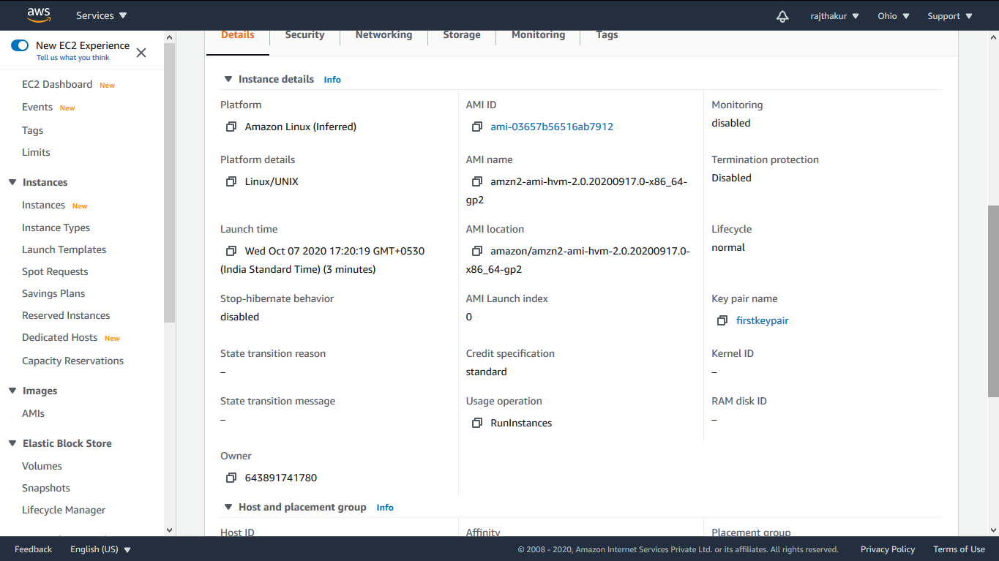 aws Services rajthakur Ohio Support
New EC2 Experience
Tell us what you think
EC2 Dashboard New
Events New
Tags
Limits
Instances
Instances New
Instance Types
Launch Templates
Spot Requests
Savings Plans
Reserved Instances
Dedicated Hosts New
Capacity Reservations
Images
AMIs
Elastic Block Store
Volumes
Snapshots
Lifecycle Manager
Details Security Networking Storage Monitoring Tags
Instance details Info
Platform
Amazon Linux (Inferred)
AMI ID
ami-03657b56516ab7912
Monitoring
disabled
Platform details
Linux/UNIX
AMI name
amzn2-ami-hvm-2.0.20200917.0-x86_64-
gp2
Termination protection
Disabled
Launch time
Wed Oct 07 2020 17:20:19 GMT+0530
(India Standard Time) (3 minutes)
AMI location
amazon/amzn2-ami-hvm-2.0.20200917.0-
x86_64-gp2
Lifecycle
normal
Stop-hibernate behavior
disabled
AMI Launch index
0
Key pair name
firstkeypair
State transition reason
–
Credit specification
standard
Kernel ID
–
State transition message
–
Usage operation
RunInstances
RAM disk ID
–
Owner
643891741780
Host and placement group Info
Host ID Affinity Placement group
Feedback English (US) © 2008 - 2020, Amazon Internet Services Private Ltd. or its affiliates. All rights reserved. Privacy Policy Terms of Use